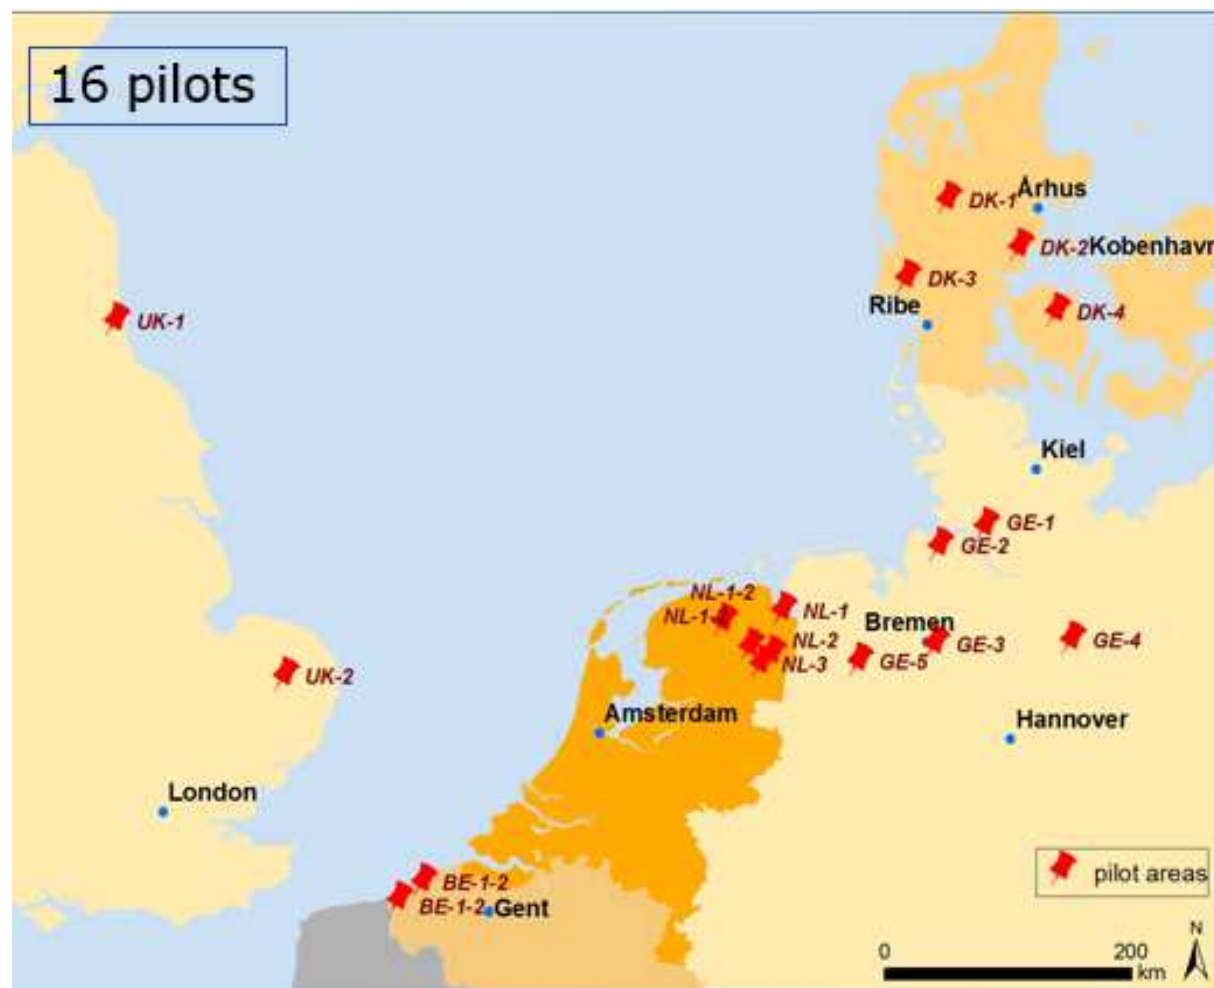 16 pilots
Århus
DK-1
DK-2
Kobenhavn
DK-3
Ribe
DK-4
UK-1
Kiel
GE-1
GE-2
NL-1-2
NL-1
Bremen
NL-2
GE-3
GE-4
NL-3
GE-5
UK-2
Amsterdam
Hannover
London
BE-1-2
BE-1-2
Gent
pilot areas
N
0 200
km